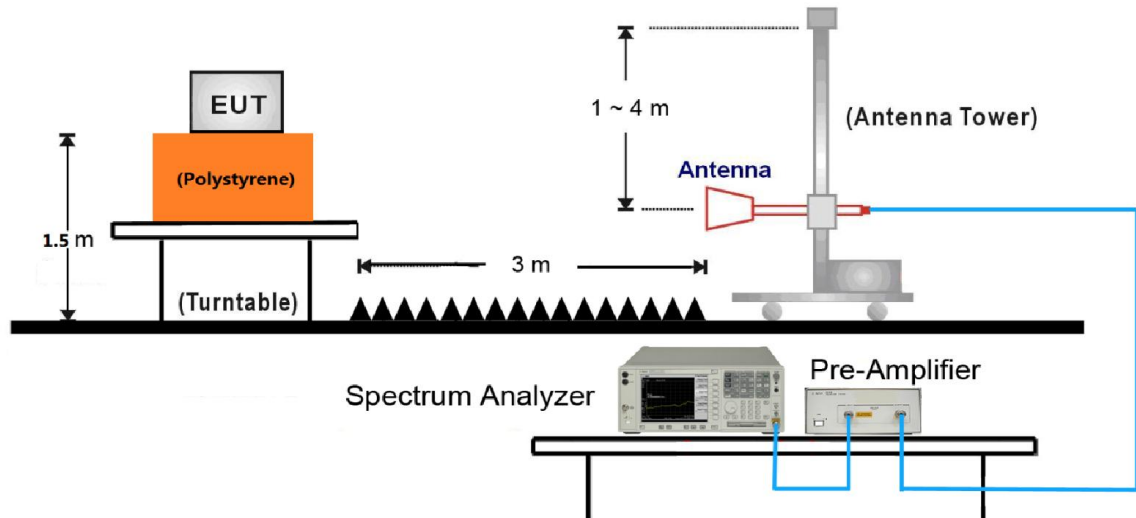 EUT
(Polystyrene)
1.5 m
(Turntable)
3 m
1 ~ 4 m
Antenna
(Antenna Tower)
Spectrum Analyzer
Pre-Amplifier